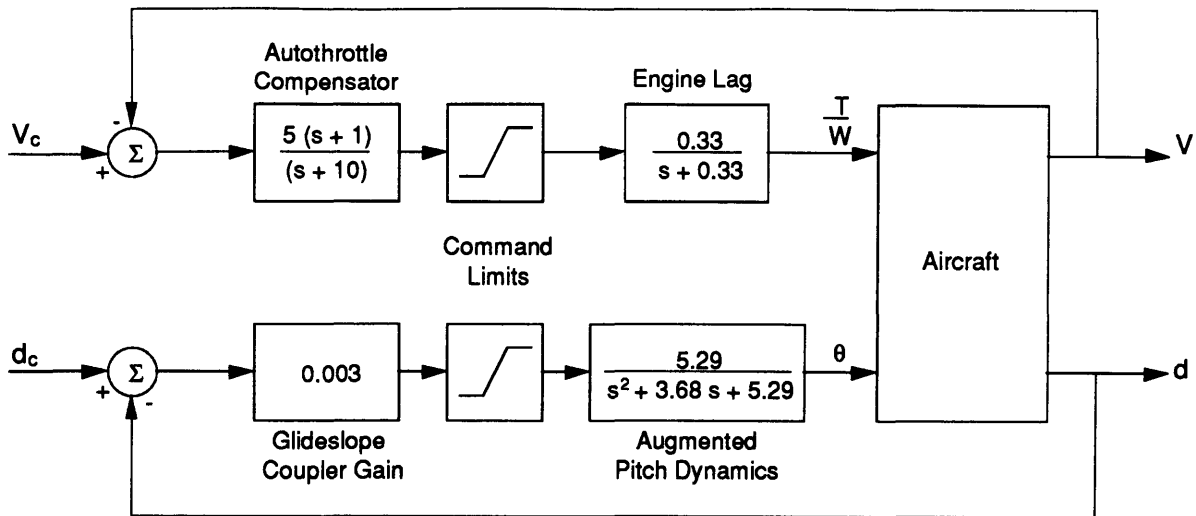 Autothrottle
Compensator
Engine Lag
V_c
-
+
Σ
5 (s + 1)
(s + 10)
0.33
s + 0.33
T
W
V
Command
Limits
Aircraft
d_c
+
-
Σ
0.003
5.29
s² + 3.68 s + 5.29
θ
d
Glideslope
Coupler Gain
Augmented
Pitch Dynamics